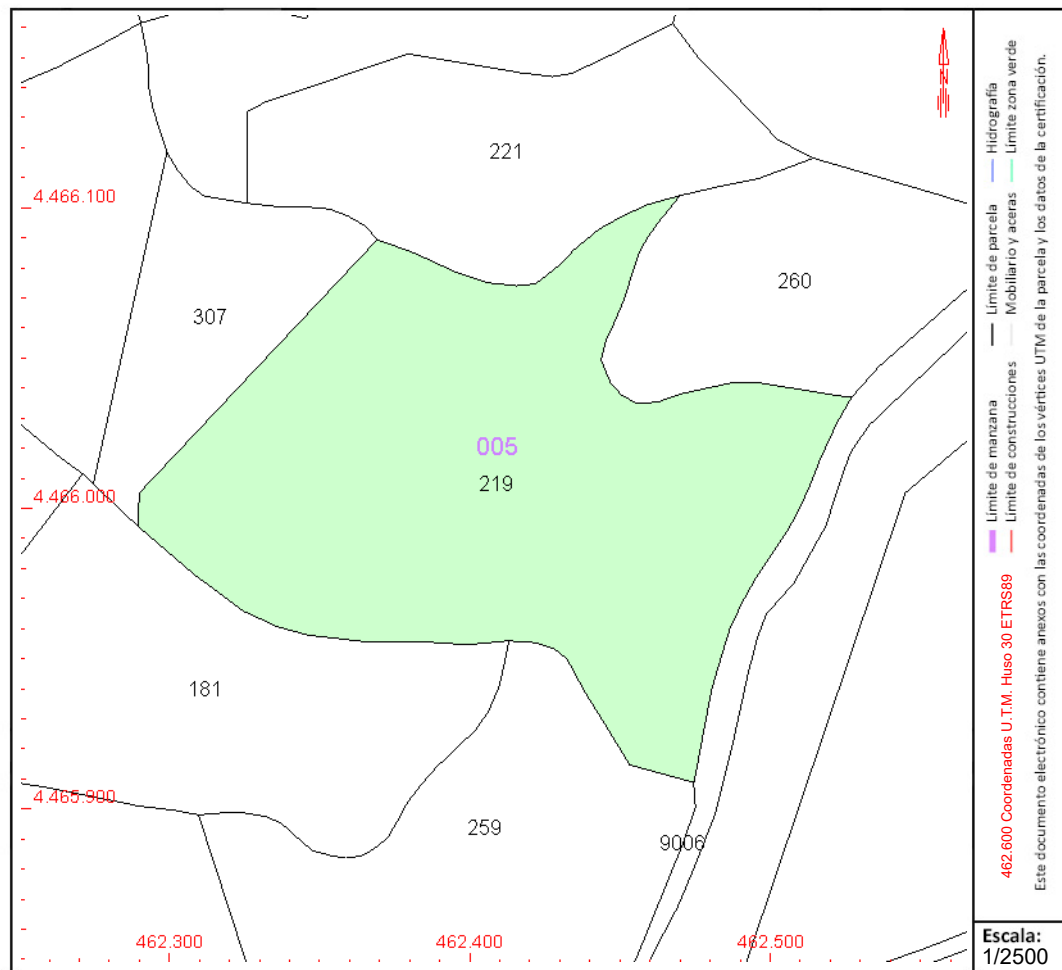 221
4.466.100
260
307
005
219
4.466.000
181
4.465.900
259
9006
462.300
462.400
462.500
N
Límite de manzana
Límite de parcela
Hidrografía
Límite de construcciones
Mobiliario y aceras
Límite zona verde
462.600 Coordenadas U.T.M. Huso 30 ETRS89
Este documento electrónico contiene anexos con las coordenadas de los vértices UTM de la parcela y los datos de la certificación.
Escala:
1/2500